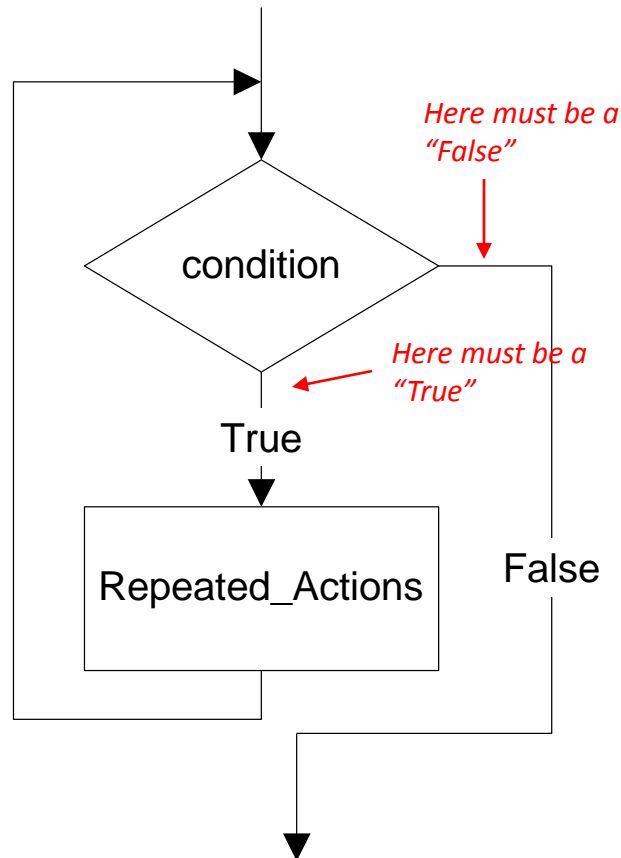 Here must be a
“False”
condition
Here must be a
“True”
True
Repeated_Actions
False